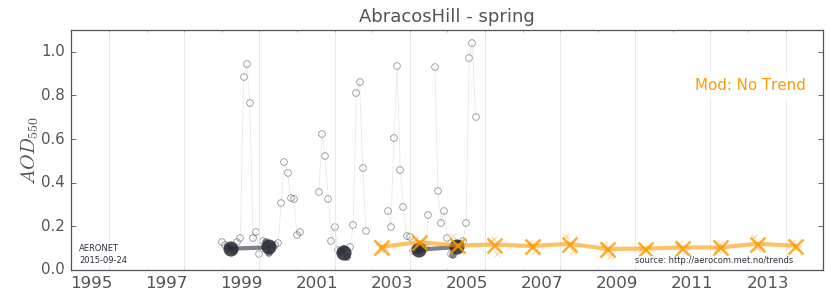 AbracosHill - spring
1.0
0.8
0.6
0.4
0.2
0.0
AOD550
Mod: No Trend
AERONET
2015-09-24
source: http://aerocom.met.no/trends
1995 1997 1999 2001 2003 2005 2007 2009 2011 2013